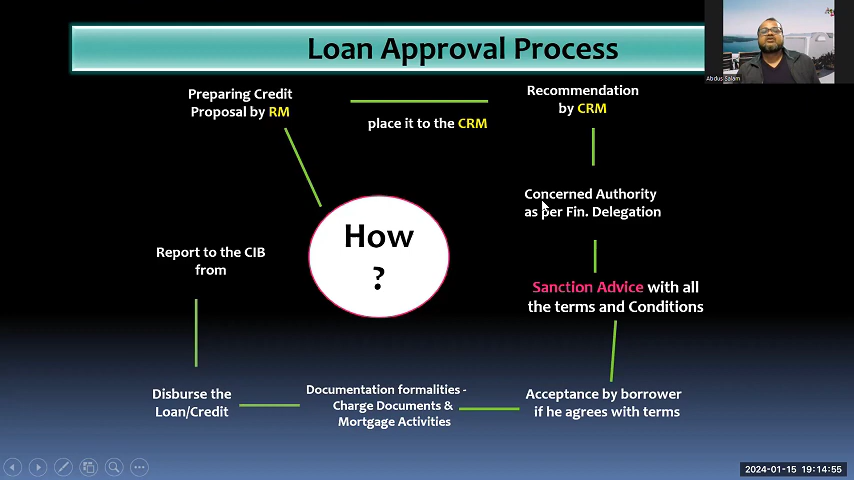 Loan Approval Process
Abdus Salam
Preparing Credit
Proposal by RM
place it to the CRM
Recommendation
by CRM
Concerned Authority
as per Fin. Delegation
How
?
Sanction Advice with all
the terms and Conditions
Report to the CIB
from
Acceptance by borrower
if he agrees with terms
Documentation formalities -
Charge Documents &
Mortgage Activities
Disburse the
Loan/Credit
2024-01-15 19:14:55